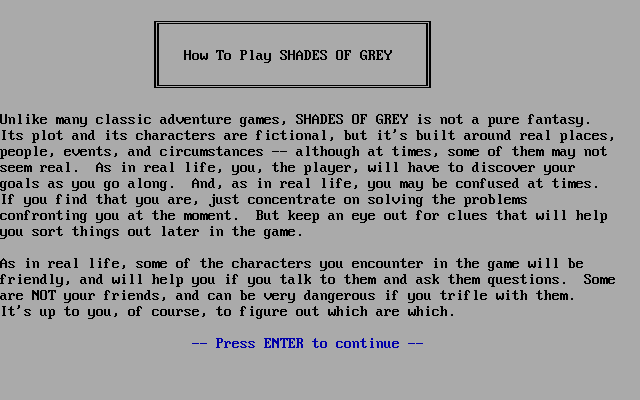 How To Play SHADES OF GREY
Unlike many classic adventure games, SHADES OF GREY is not a pure fantasy.
Its plot and its characters are fictional, but it's built around real places,
people, events, and circumstances -- although at times, some of them may not
seem real.  As in real life, you, the player, will have to discover your
goals as you go along.  And, as in real life, you may be confused at times.
If you find that you are, just concentrate on solving the problems
confronting you at the moment.  But keep an eye out for clues that will help
you sort things out later in the game.
As in real life, some of the characters you encounter in the game will be
friendly, and will help you if you talk to them and ask them questions.  Some
are NOT your friends, and can be very dangerous if you trifle with them.
It's up to you, of course, to figure out which are which.
-- Press ENTER to continue --